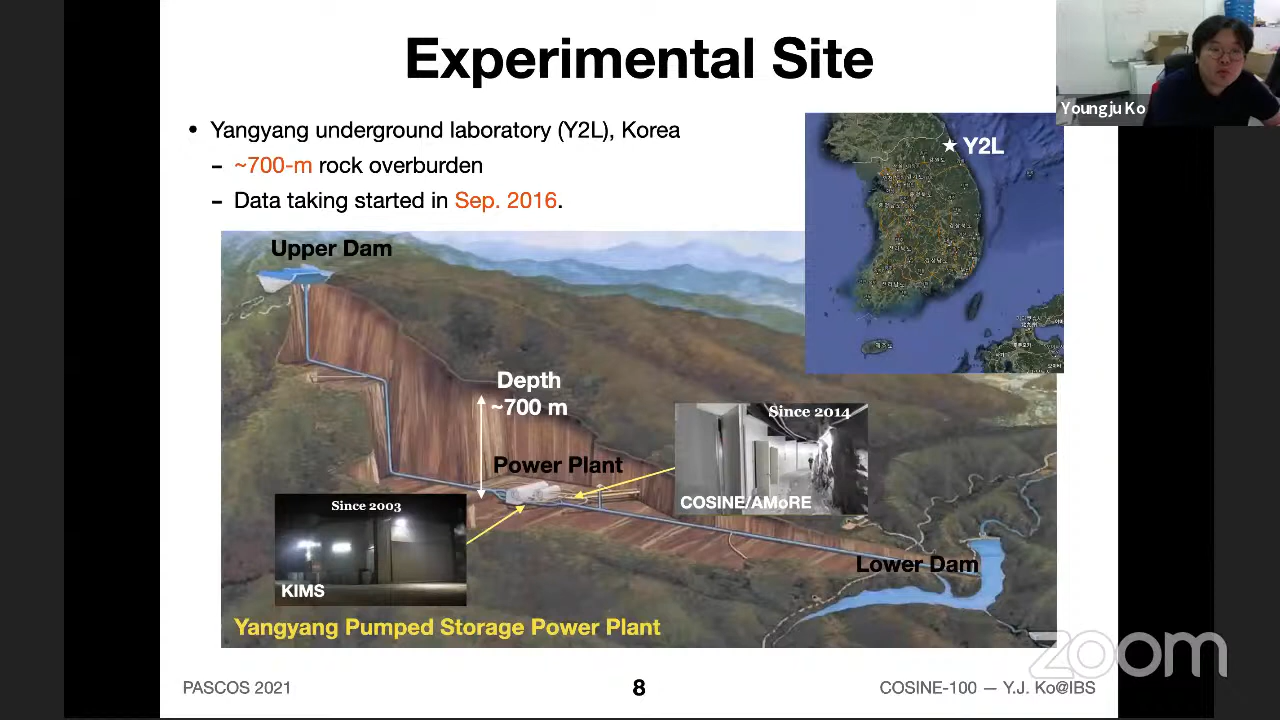 Experimental Site
Youngju Ko
• Yangyang underground laboratory (Y2L), Korea
– ~700-m rock overburden
– Data taking started in Sep. 2016.
★ Y2L
Upper Dam
Depth
~700 m
Since 2014
Power Plant
COSINE/AMoRE
Since 2003
KIMS
Lower Dam
Yangyang Pumped Storage Power Plant
zoom
PASCOS 2021
8
COSINE-100 — Y.J. Ko@IBS